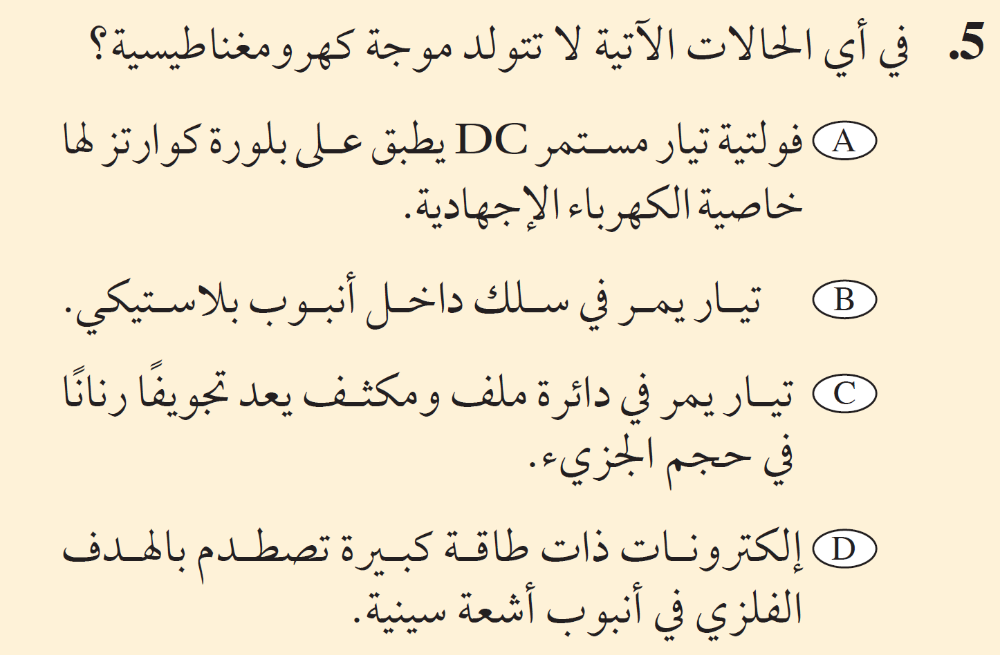 5. في أي الحالات الآتية لا تتولد موجة كهرومغناطيسية؟
A فولتية تيار مستمر DC يطبق على بلورة كوارتز لها
خاصية الكهرباء الإجهادية.
B تيار يمر في سلك داخل أنبوب بلاستيكي.
C تيار يمر في دائرة ملف ومكثف يعد تجويفًا رنانًا
في حجم الجزيء.
D إلكترونات ذات طاقة كبيرة تصطدم بالهدف
الفلزي في أنبوب أشعة سينية.